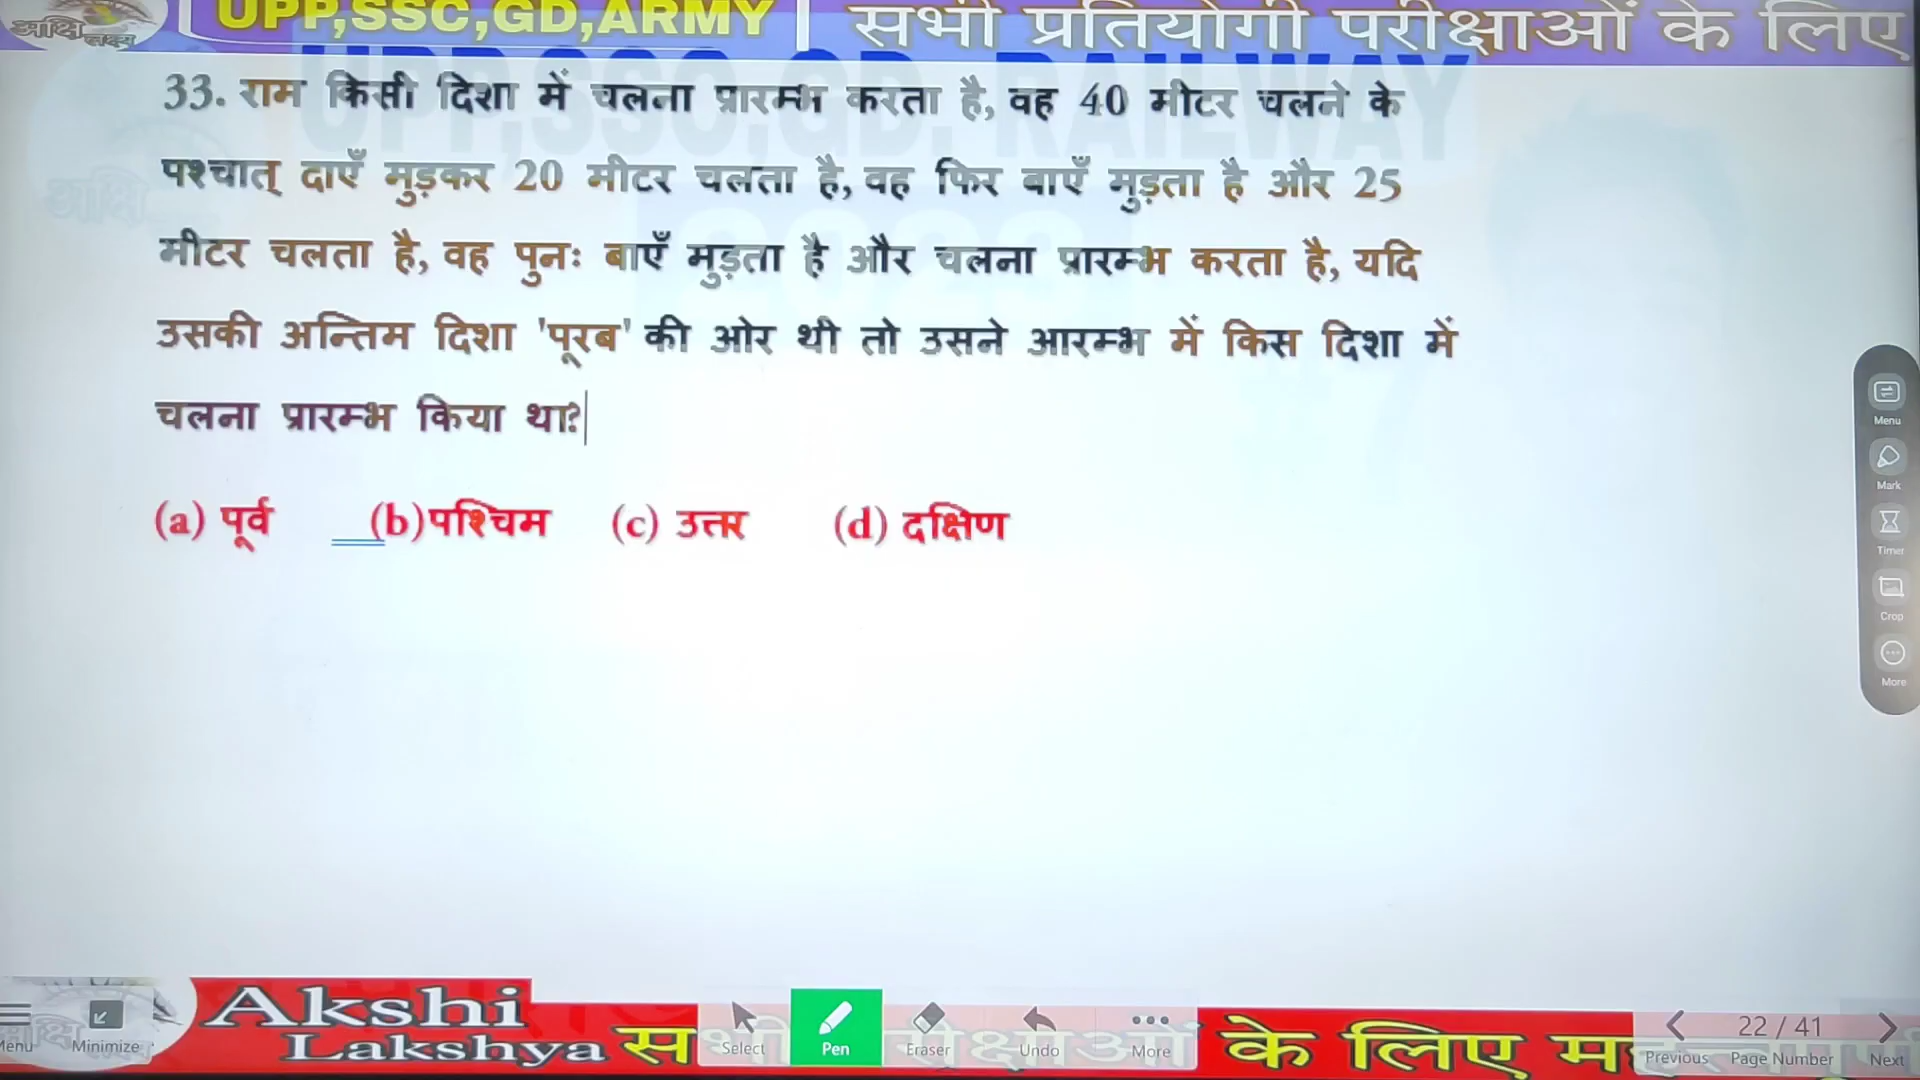 UPP,SSC,GD,ARMY
सभी प्रतियोगी परीक्षाओं के लिए
33. राम किसी दिशा में चलना प्रारम्भ करता है, वह 40 मीटर चलने के
पश्चात् दाएँ मुड़कर 20 मीटर चलता है, वह फिर बाएँ मुड़ता है और 25
मीटर चलता है, वह पुनः बाएँ मुड़ता है और चलना प्रारम्भ करता है, यदि
उसकी अन्तिम दिशा 'पूरब' की ओर थी तो उसने आरम्भ में किस दिशा में
चलना प्रारम्भ किया था?
(a) पूर्व (b)पश्चिम (c) उत्तर (d) दक्षिण
Menu
Mark
Timer
Crop
More
Akshi
Lakshya
के लिए
Minimize
Select
Pen
Eraser
Undo
More
22 / 41
Previous
Page Number
Next